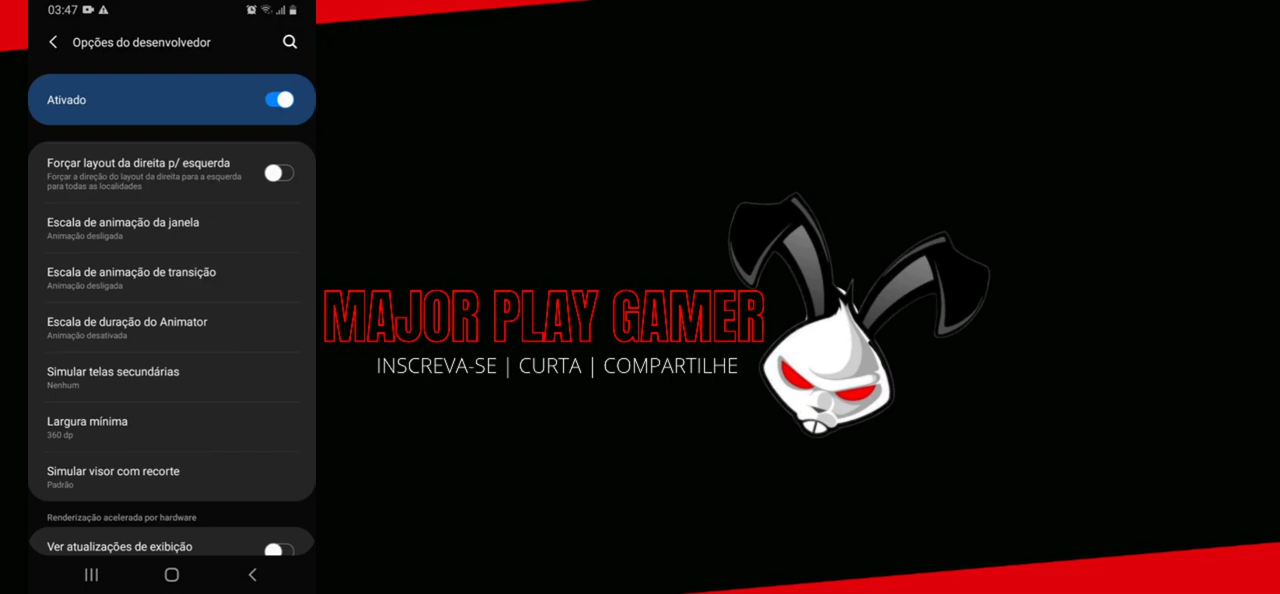 03:47
Opções do desenvolvedor
Ativado
Forçar layout da direita p/ esquerda
Forçar a direção do layout da direita para a esquerda
para todas as localidades
Escala de animação da janela
Animação desligada
Escala de animação de transição
Animação desligada
Escala de duração do Animator
Animação desativada
Simular telas secundárias
Nenhum
Largura mínima
360 dp
Simular visor com recorte
Padrão
Renderização acelerada por hardware
Ver atualizações de exibição
MAJOR PLAY GAMER
INSCREVA-SE | CURTA | COMPARTILHE